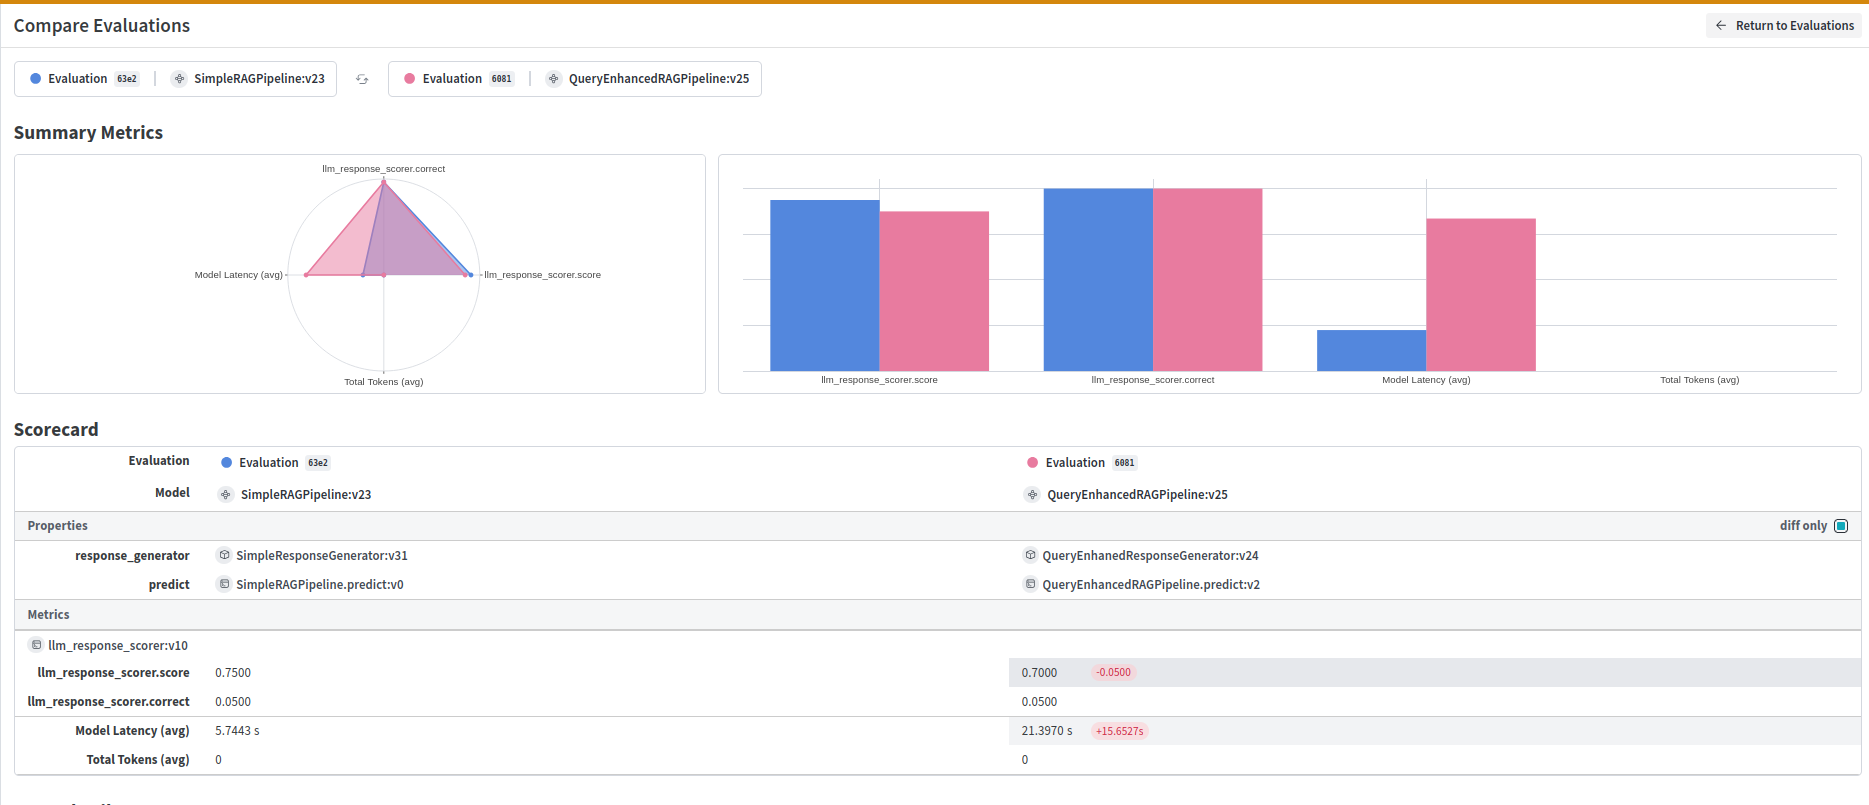 Compare Evaluations
Return to Evaluations
Evaluation 63e2 SimpleRAGPipeline:v23 Evaluation 6081 QueryEnhancedRAGPipeline:v25
Summary Metrics
llm_response_scorer.correct
Model Latency (avg)
llm_response_scorer.score
Total Tokens (avg)
llm_response_scorer.score llm_response_scorer.correct Model Latency (avg) Total Tokens (avg)
Scorecard
Evaluation Evaluation 63e2 Evaluation 6081
Model SimpleRAGPipeline:v23 QueryEnhancedRAGPipeline:v25
Properties diff only
response_generator SimpleResponseGenerator:v31 QueryEnhanedResponseGenerator:v24
predict SimpleRAGPipeline.predict:v0 QueryEnhancedRAGPipeline.predict:v2
Metrics
llm_response_scorer:v10
llm_response_scorer.score 0.7500 0.7000 -0.0500
llm_response_scorer.correct 0.0500 0.0500
Model Latency (avg) 5.7443 s 21.3970 s +15.6527s
Total Tokens (avg) 0 0